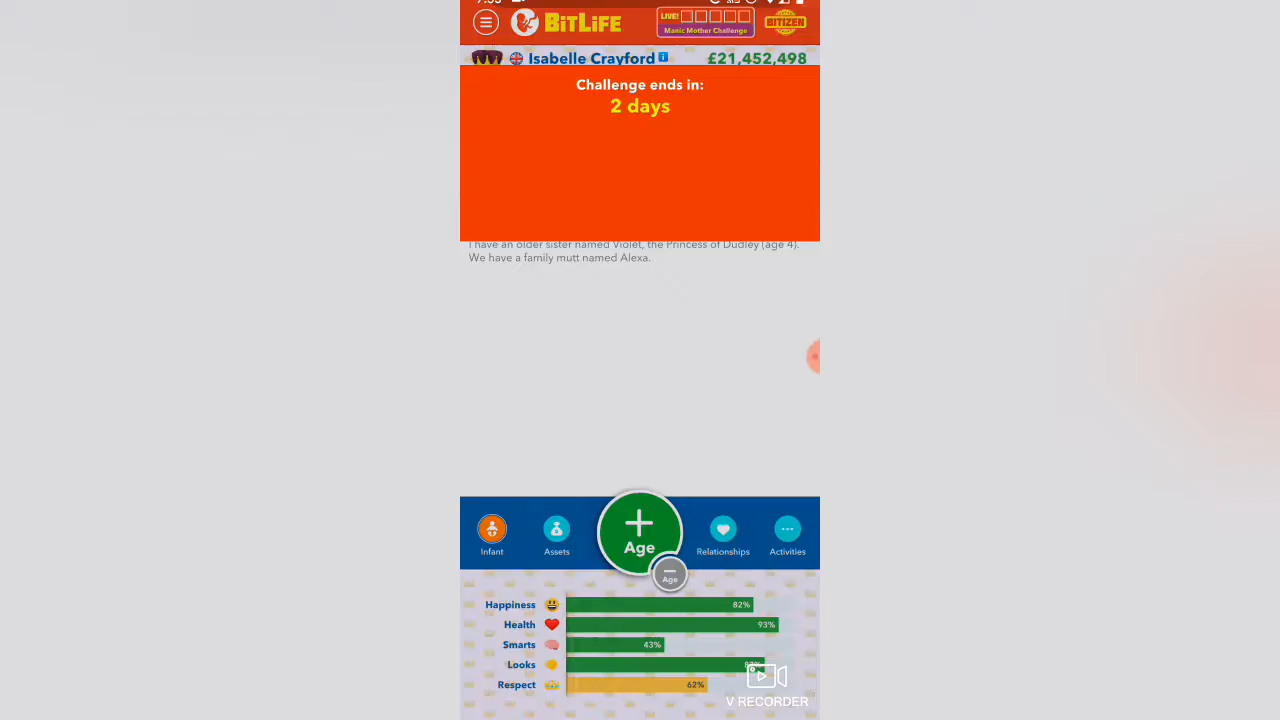 LIVE!
BITLIFE
Manic Mother Challenge
BITIZEN
Isabelle Crayford
£21,452,498
Challenge ends in:
2 days
I have an older sister named Violet, the Princess of Dudley (age 4).
We have a family mutt named Alexa.
Age
Infant
Assets
Relationships
Activities
Age
Happiness
82%
Health
93%
Smarts
43%
Looks
Respect
62%
V RECORDER